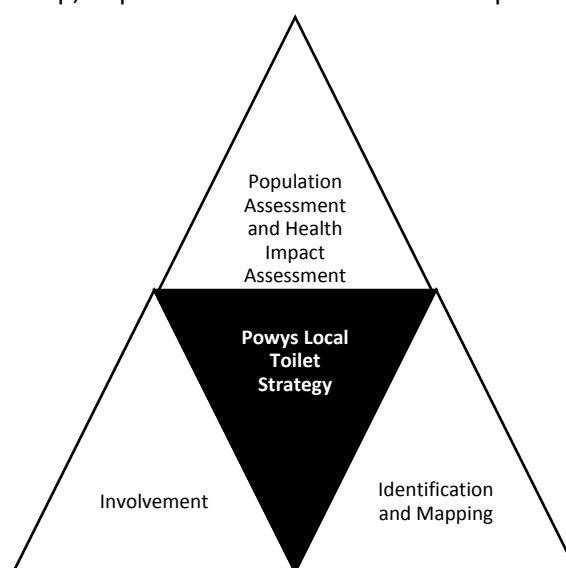 Population
Assessment
and Health
Impact
Assessment
Powys Local
Toilet
Strategy
Involvement
Identification
and Mapping